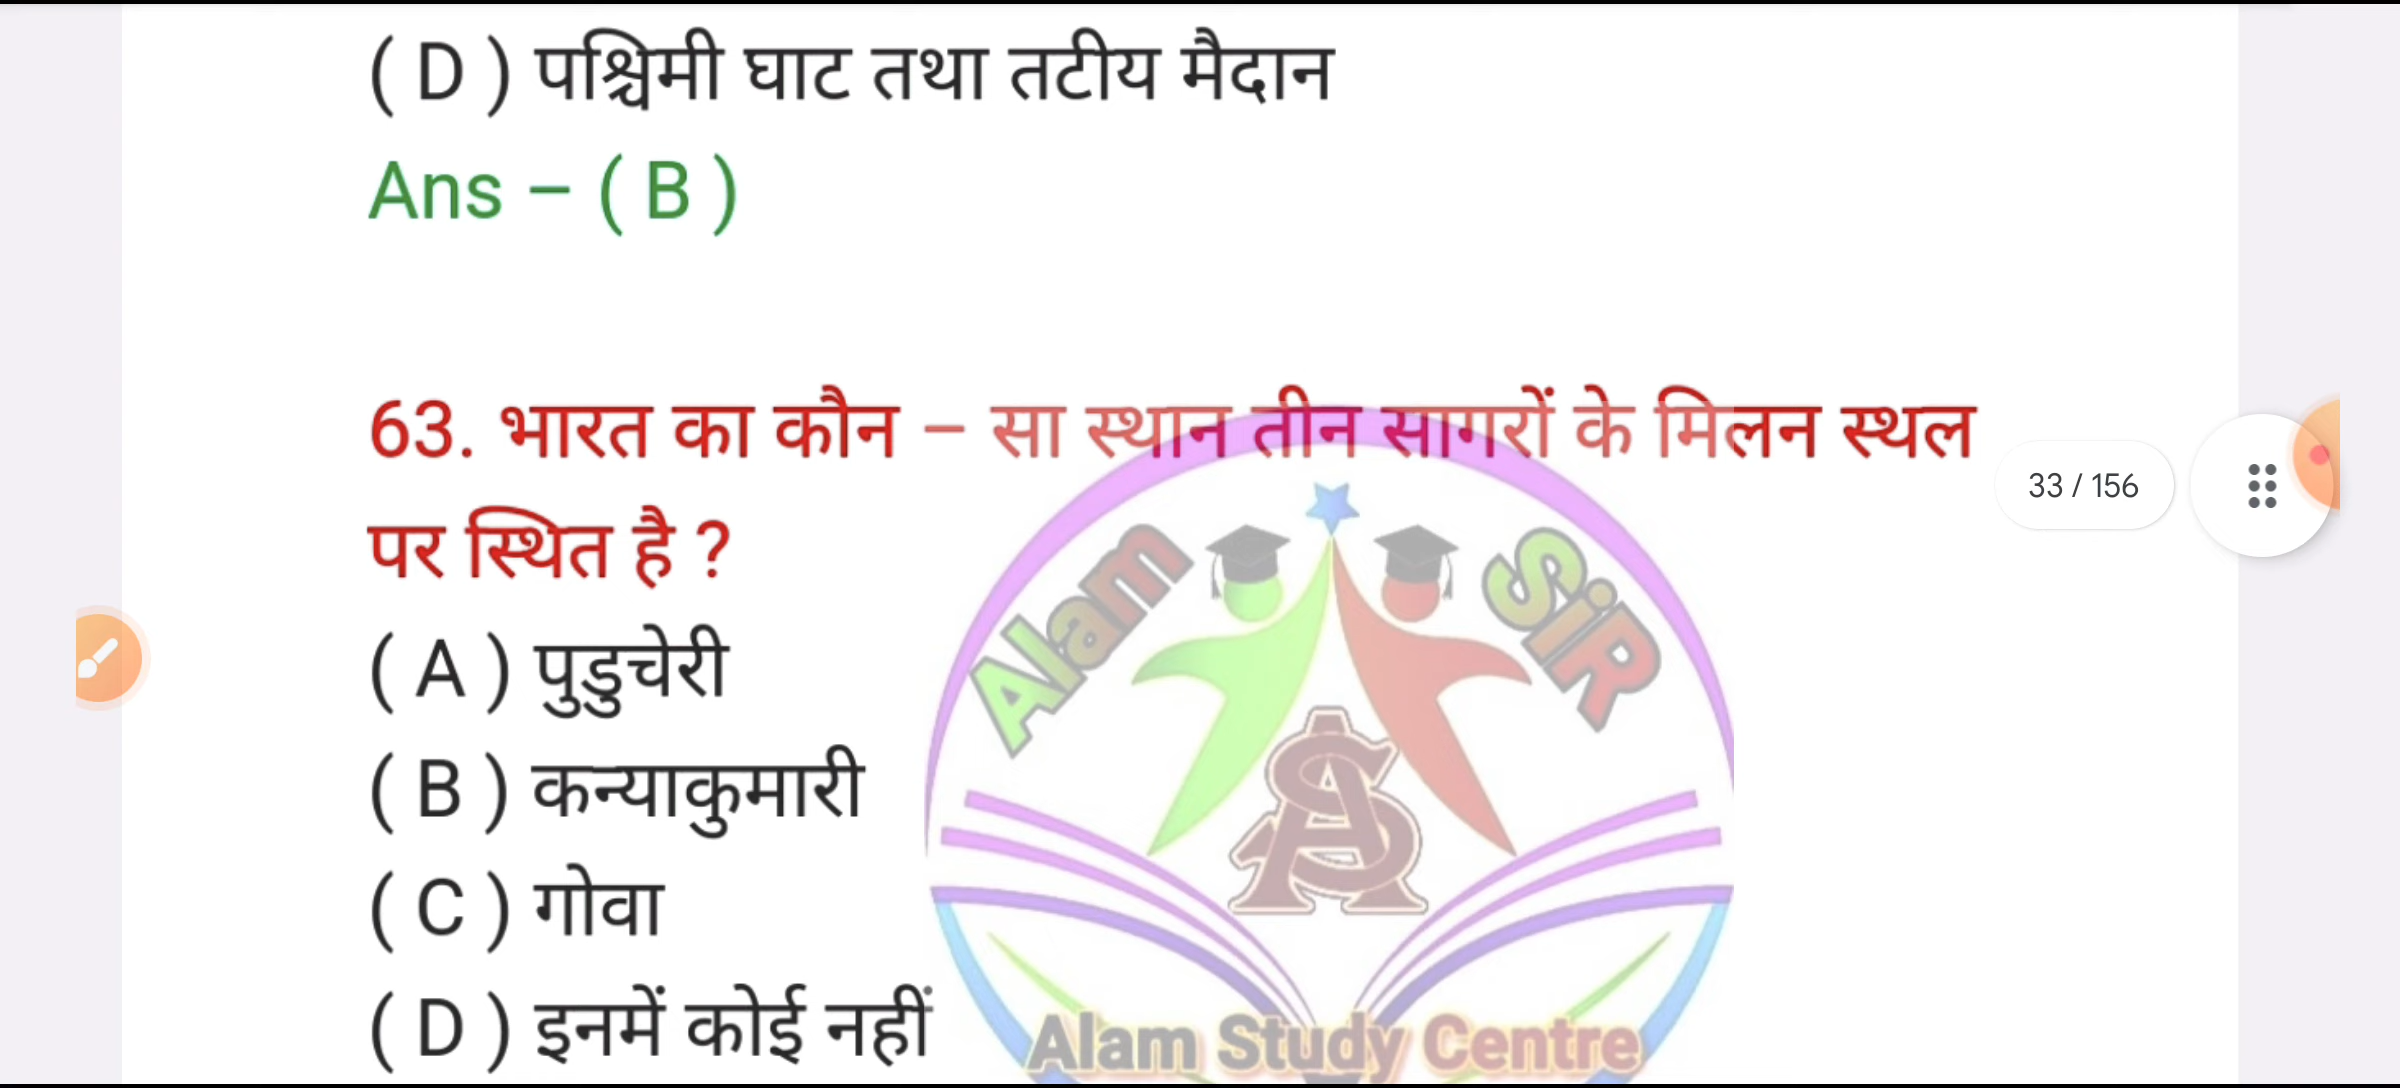 ( D ) पश्चिमी घाट तथा तटीय मैदान
Ans – ( B )
63. भारत का कौन – सा स्थान तीन सागरों के मिलन स्थल
पर स्थित है ?
33 / 156
( A ) पुडुचेरी
( B ) कन्याकुमारी
( C ) गोवा
( D ) इनमें कोई नहीं
Alam SiR
AS
Alam Study Centre